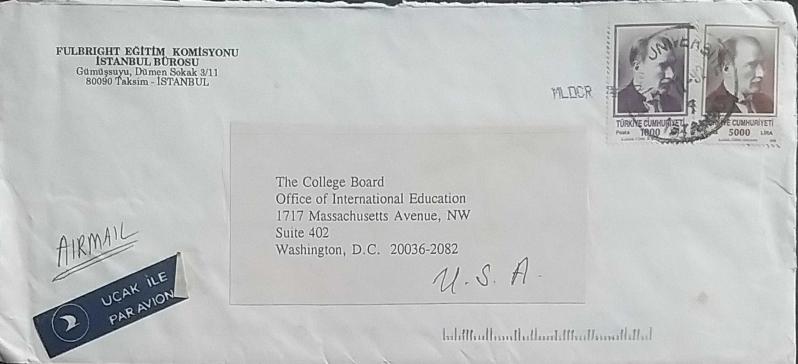 FULBRIGHT EĞİTİM KOMİSYONU
İSTANBUL BÜROSU
Gümüşsuyu, Dümen Sokak 3/11
80090 Taksim - İSTANBUL
MLOCR
TÜRKİYE CUMHURİYETİ
Posta 1000
TÜRKİYE CUMHURİYETİ
5000 LİRA
The College Board
Office of International Education
1717 Massachusetts Avenue, NW
Suite 402
Washington, D.C. 20036-2082
U.S.A.
AIRMAIL
UÇAK İLE
PAR AVION